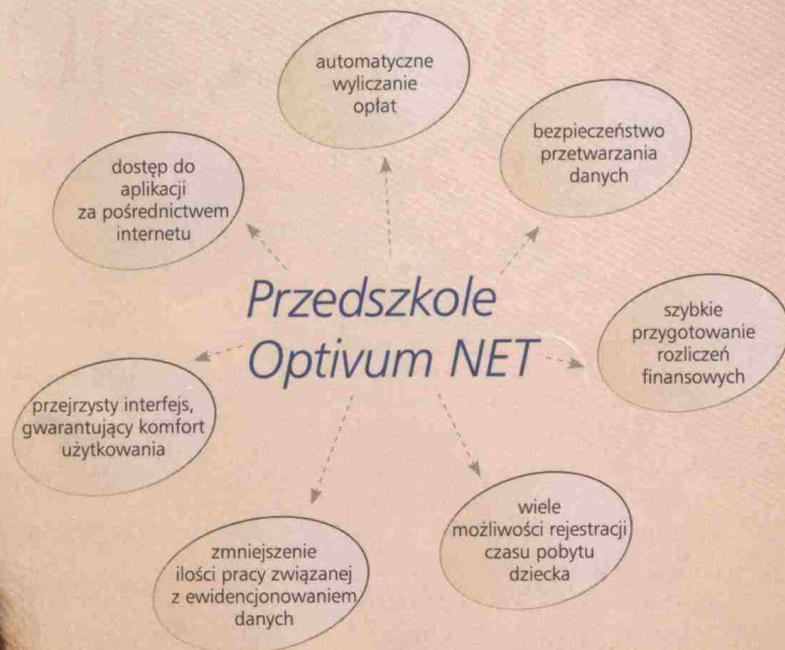 automatyczne
wyliczanie
opłat
bezpieczeństwo
przetwarzania
danych
dostęp do
aplikacji
za pośrednictwem
internetu
Przedszkole
Optivum NET
szybkie
przygotowanie
rozliczeń
finansowych
przejrzysty interfejs,
gwarantujący komfort
użytkowania
wiele
możliwości rejestracji
czasu pobytu
dziecka
zmniejszenie
ilości pracy związanej
z ewidencjonowaniem
danych